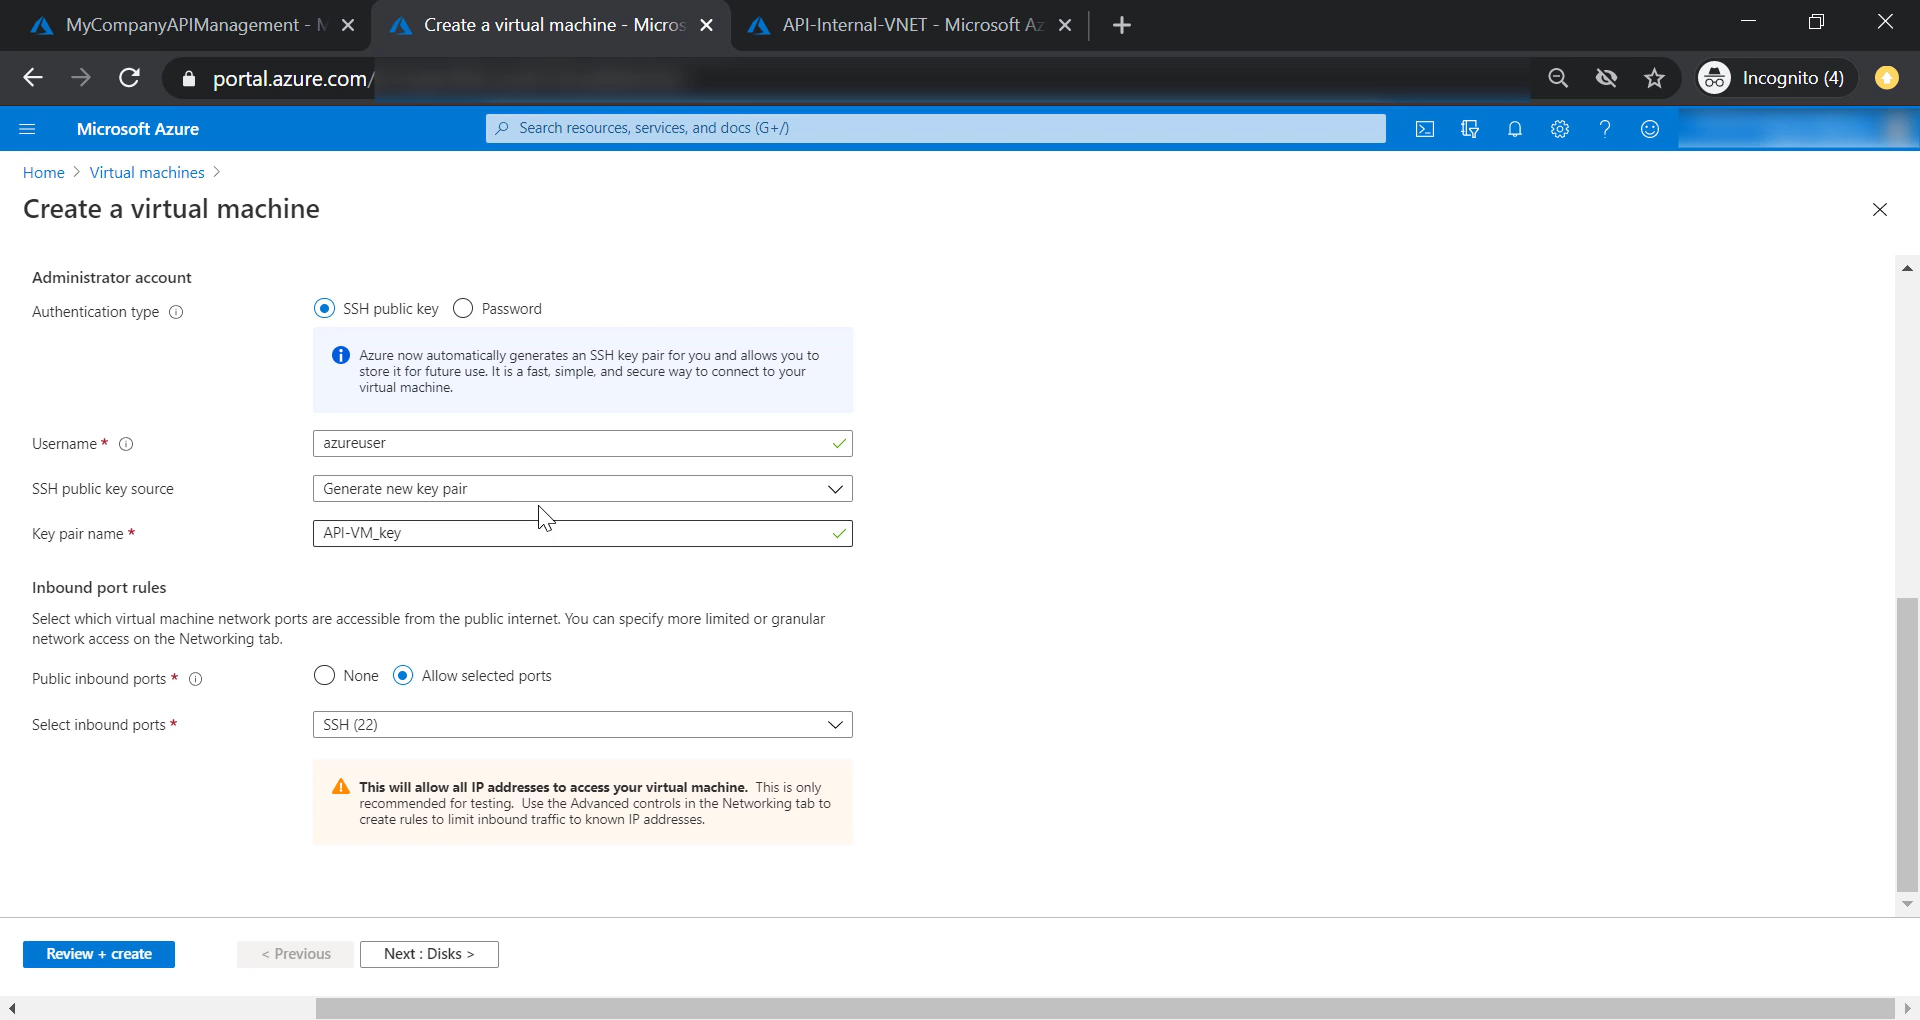 MyCompanyAPIManagement - M
Create a virtual machine - Micros
API-Internal-VNET - Microsoft Az
portal.azure.com/
Incognito (4)
Microsoft Azure
Search resources, services, and docs (G+/)
Home > Virtual machines >
Create a virtual machine
Administrator account
Authentication type
SSH public key
Password
Azure now automatically generates an SSH key pair for you and allows you to
store it for future use. It is a fast, simple, and secure way to connect to your
virtual machine.
Username *
azureuser
SSH public key source
Generate new key pair
Key pair name *
API-VM_key
Inbound port rules
Select which virtual machine network ports are accessible from the public internet. You can specify more limited or granular
network access on the Networking tab.
Public inbound ports *
None
Allow selected ports
Select inbound ports *
SSH (22)
This will allow all IP addresses to access your virtual machine. This is only
recommended for testing. Use the Advanced controls in the Networking tab to
create rules to limit inbound traffic to known IP addresses.
Review + create
< Previous
Next : Disks >